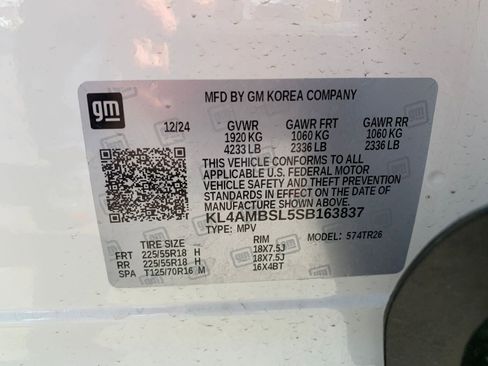 gm
MFD BY GM KOREA COMPANY
12/24 GVWR GAWR FRT GAWR RR
1920 KG 1060 KG 1060 KG
4233 LB 2336 LB 2336 LB
THIS VEHICLE CONFORMS TO ALL
APPLICABLE U.S. FEDERAL MOTOR
VEHICLE SAFETY AND THEFT PREVENTION
STANDARDS IN EFFECT ON THE DATE OF
MANUFACTURE SHOWN ABOVE.
KL4AMBSL5SB163837
TYPE: MPV MODEL: 574TR26
TIRE SIZE RIM
FRT 225/55R18 H 18X7.5J
RR 225/55R18 H 18X7.5J
SPA T125/70R16 M 16X4BT